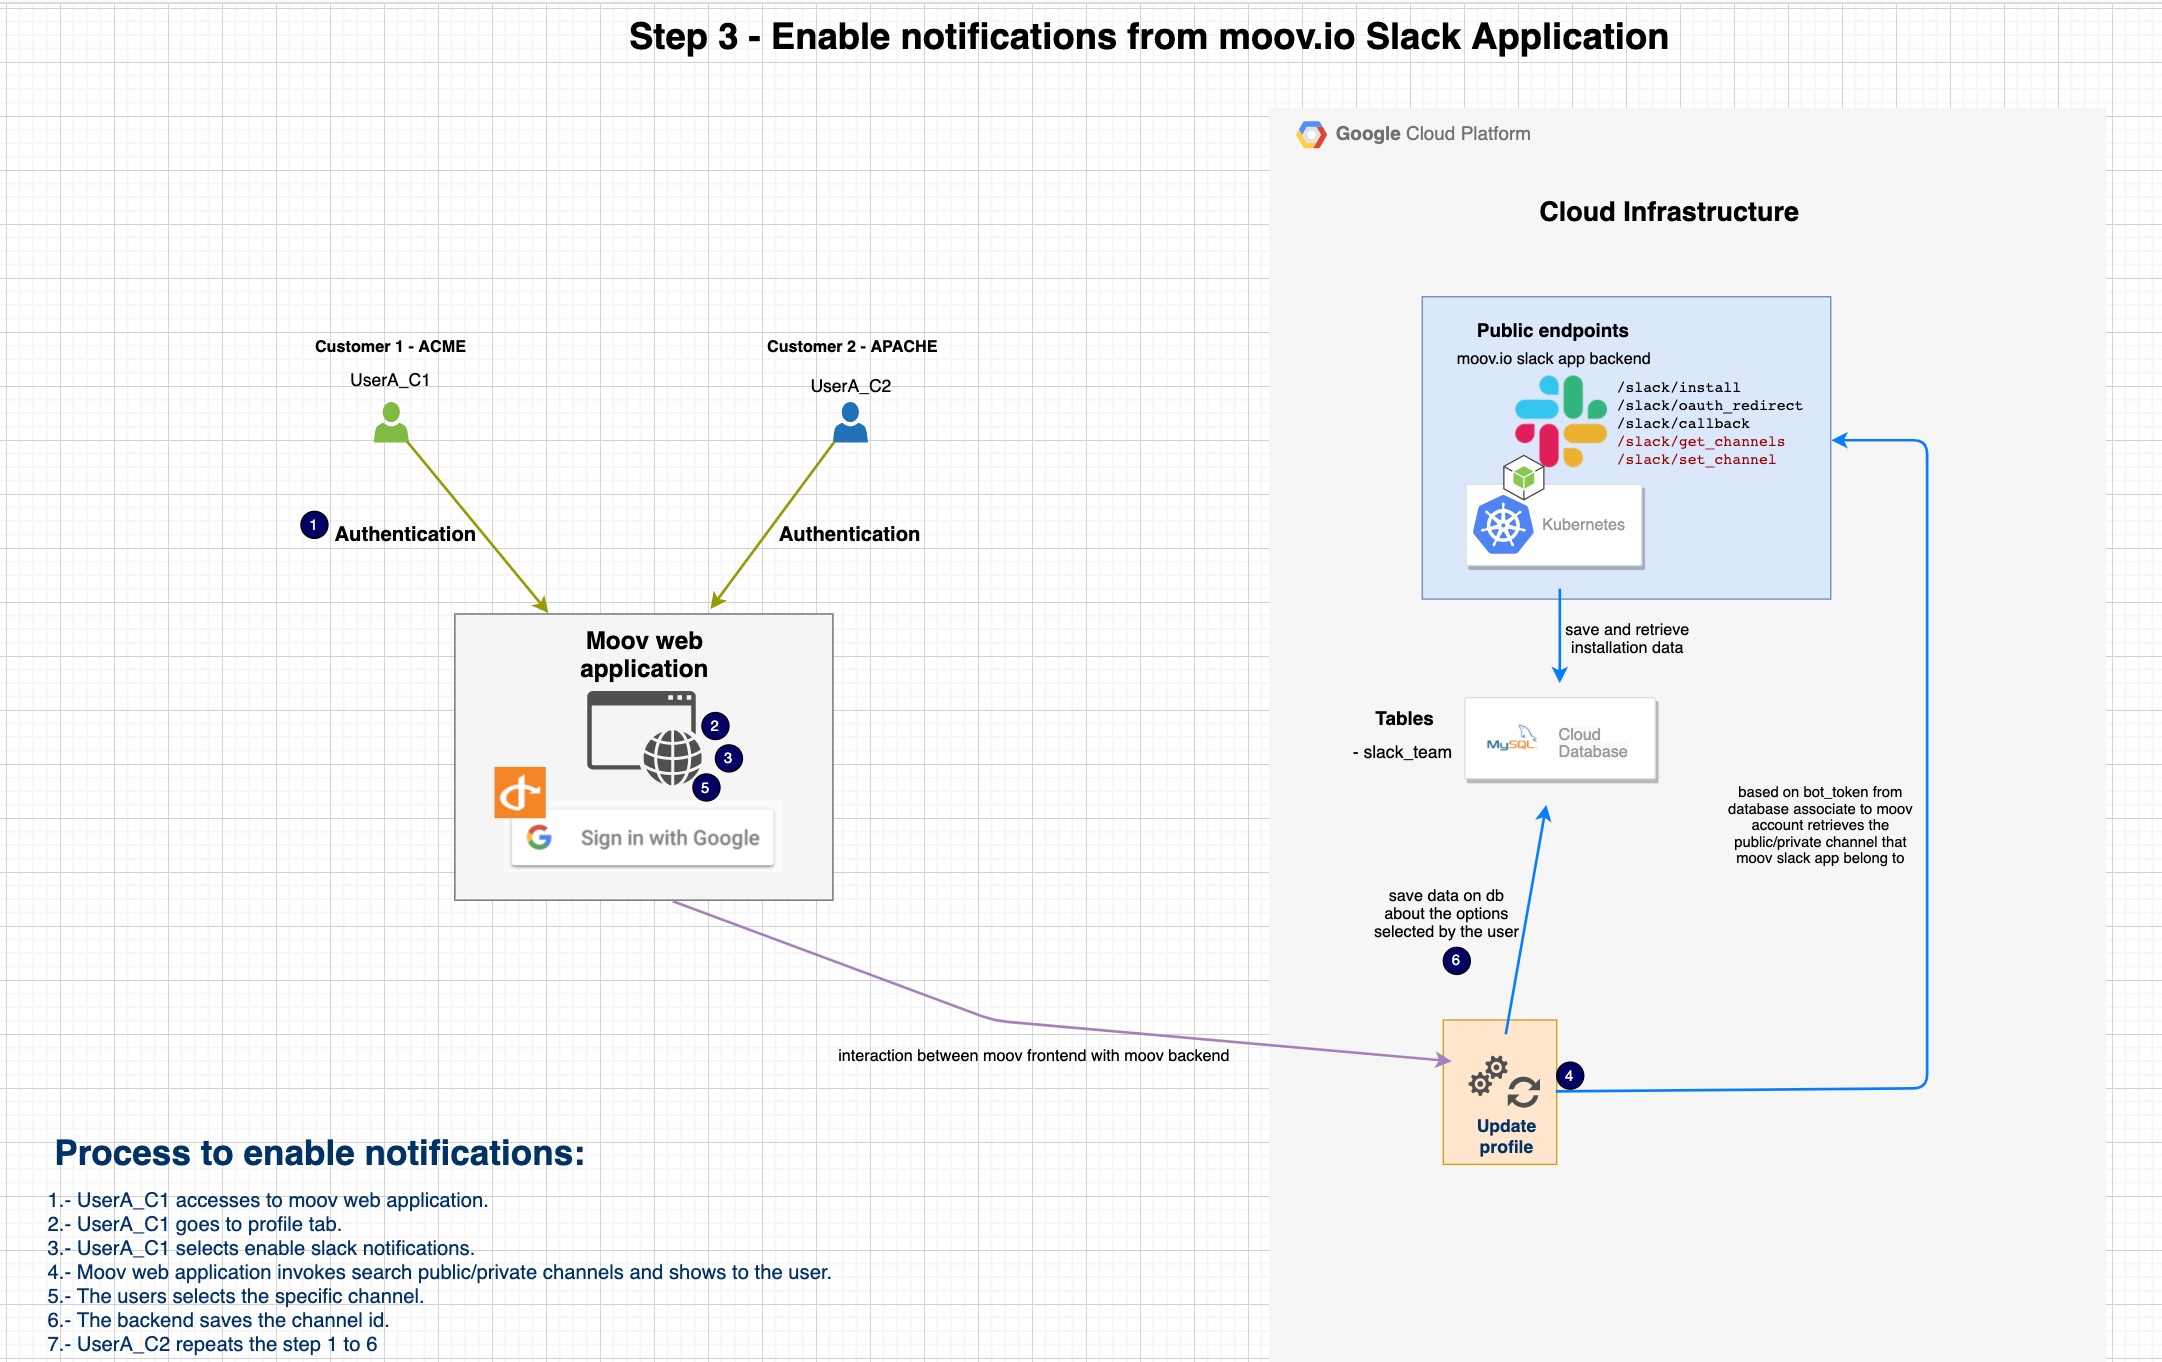 Step 3 - Enable notifications from moov.io Slack Application
Google Cloud Platform
Cloud Infrastructure
Customer 1 - ACME
UserA_C1
Customer 2 - APACHE
UserA_C2
1
Authentication
Authentication
Moov web
application
2
3
5
G
Sign in with Google
Public endpoints
moov.io slack app backend
/slack/install
/slack/oauth_redirect
/slack/callback
/slack/get_channels
/slack/set_channel
Kubernetes
save and retrieve
installation data
Tables
- slack_team
MySQL
Cloud
Database
based on bot_token from
database associate to moov
account retrieves the
public/private channel that
moov slack app belong to
save data on db
about the options
selected by the user
6
interaction between moov frontend with moov backend
4
Update
profile
Process to enable notifications:
1.- UserA_C1 accesses to moov web application.
2.- UserA_C1 goes to profile tab.
3.- UserA_C1 selects enable slack notifications.
4.- Moov web application invokes search public/private channels and shows to the user.
5.- The users selects the specific channel.
6.- The backend saves the channel id.
7.- UserA_C2 repeats the step 1 to 6